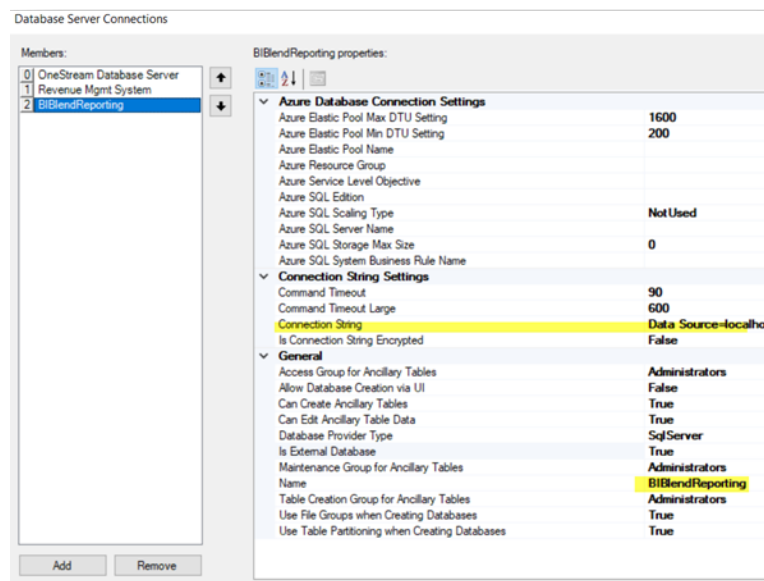 Database Server Connections
Members:
0 OneStream Database Server
1 Revenue Mgmt System
2 BIBlendReporting
Add Remove
BIBlendReporting properties:
Azure Database Connection Settings
Azure Elastic Pool Max DTU Setting 1600
Azure Elastic Pool Min DTU Setting 200
Azure Elastic Pool Name
Azure Resource Group
Azure Service Level Objective
Azure SQL Edition
Azure SQL Scaling Type NotUsed
Azure SQL Server Name
Azure SQL Storage Max Size 0
Azure SQL System Business Rule Name
Connection String Settings
Command Timeout 90
Command Timeout Large 600
Connection String Data Source=localho
Is Connection String Encrypted False
General
Access Group for Ancillary Tables Administrators
Allow Database Creation via UI False
Can Create Ancillary Tables True
Can Edit Ancillary Table Data True
Database Provider Type SqlServer
Is External Database True
Maintenance Group for Ancillary Tables Administrators
Name BIBlendReporting
Table Creation Group for Ancillary Tables Administrators
Use File Groups when Creating Databases True
Use Table Partitioning when Creating Databases True